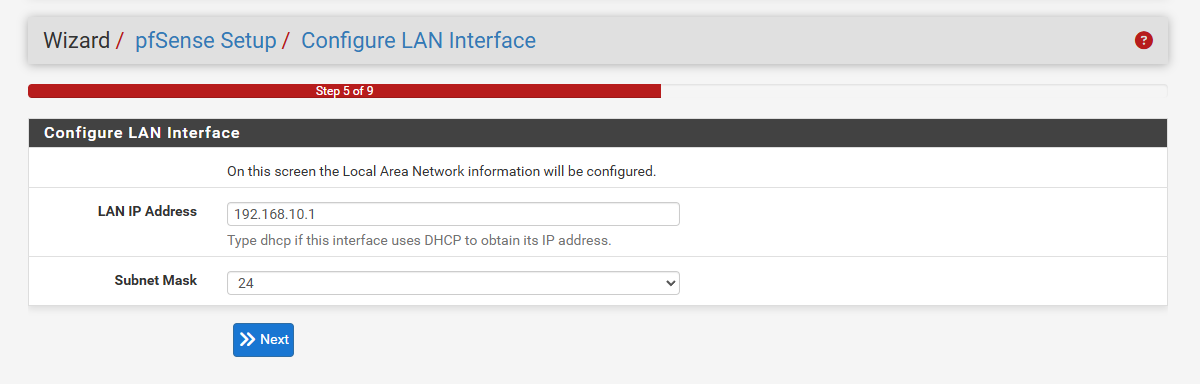 Wizard / pfSense Setup / Configure LAN Interface ?
Step 5 of 9
Configure LAN Interface
On this screen the Local Area Network information will be configured.
LAN IP Address 192.168.10.1
Type dhcp if this interface uses DHCP to obtain its IP address.
Subnet Mask 24
Next